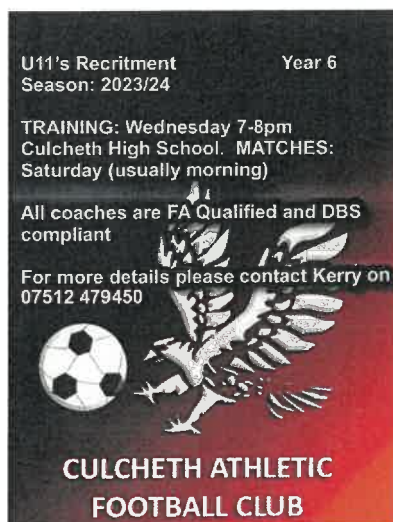 U11's Recritment Year 6
Season: 2023/24
TRAINING: Wednesday 7-8pm
Culcheth High School. MATCHES:
Saturday (usually morning)
All coaches are FA Qualified and DBS
compliant
For more details please contact Kerry on
07512 479450
CULCHETH ATHLETIC
FOOTBALL CLUB